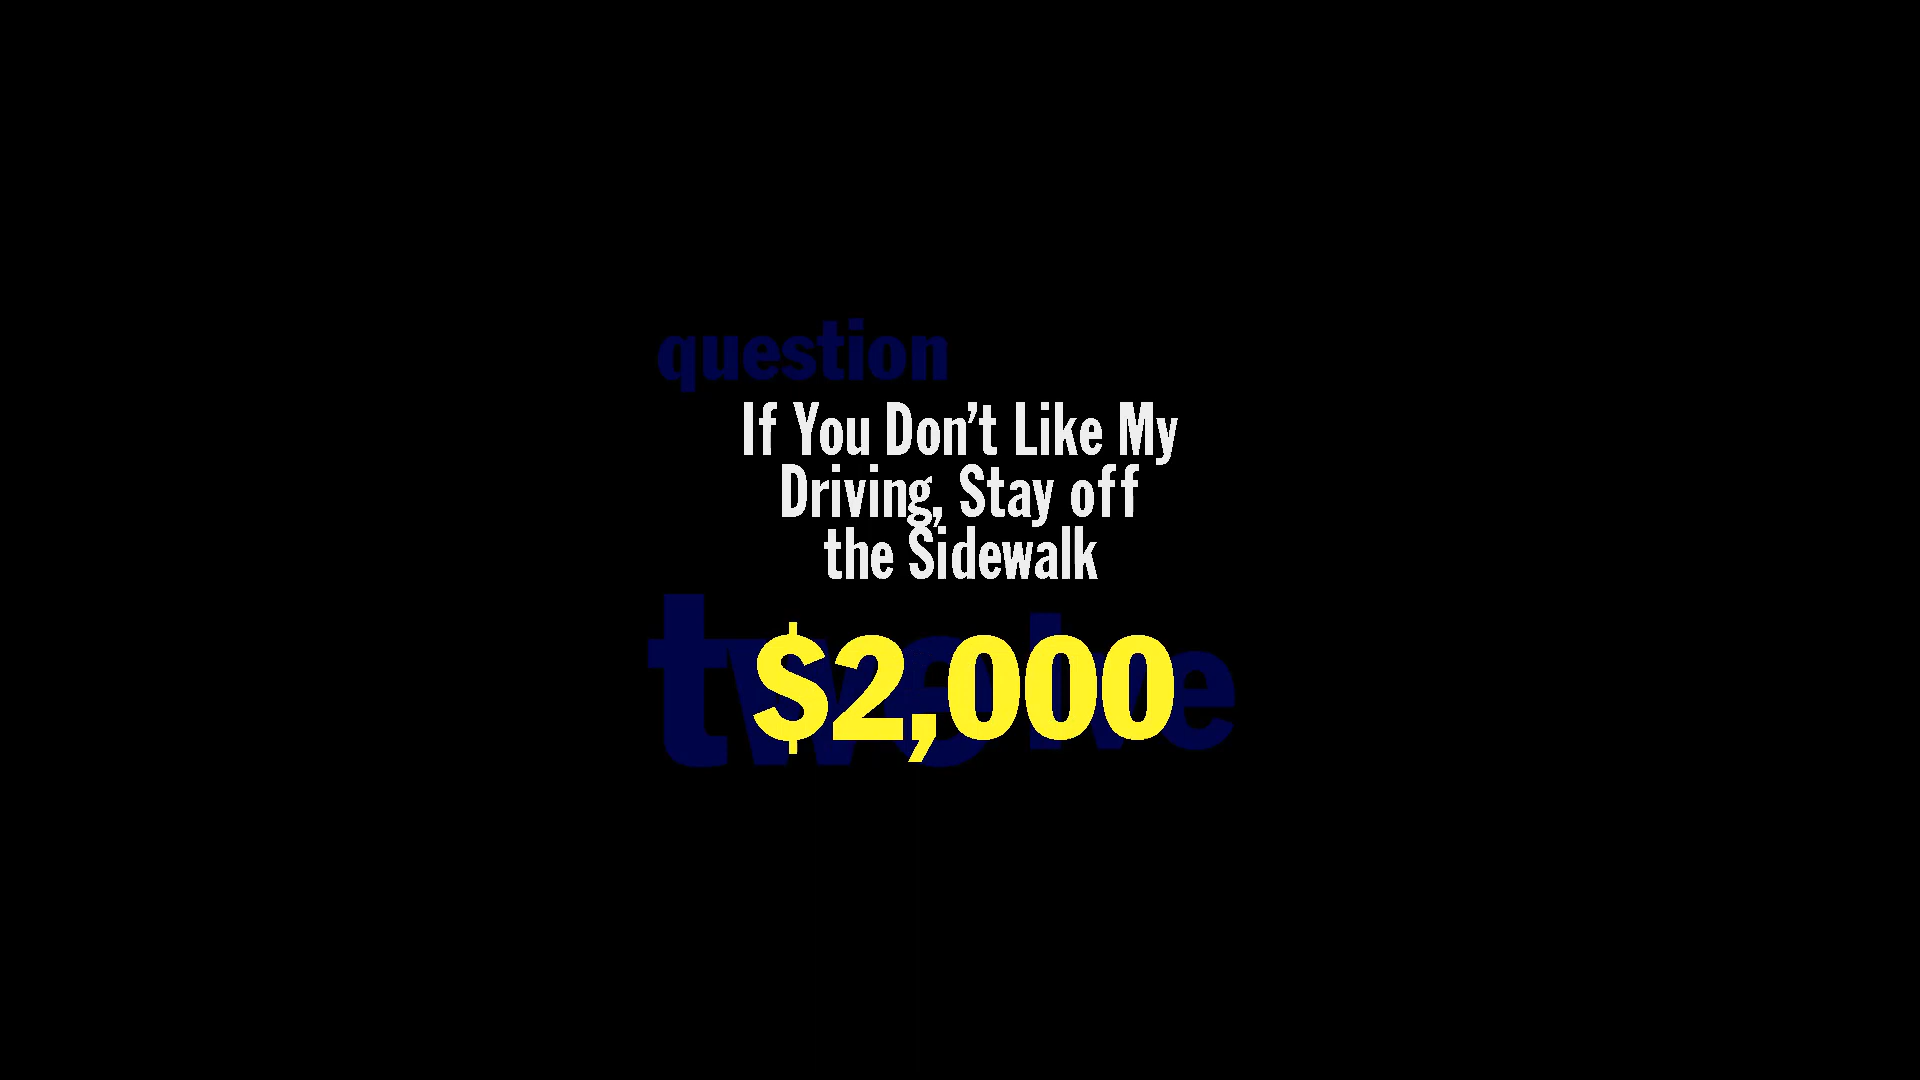 question
If You Don't Like My
Driving, Stay off
the Sidewalk
twelve
$2,000